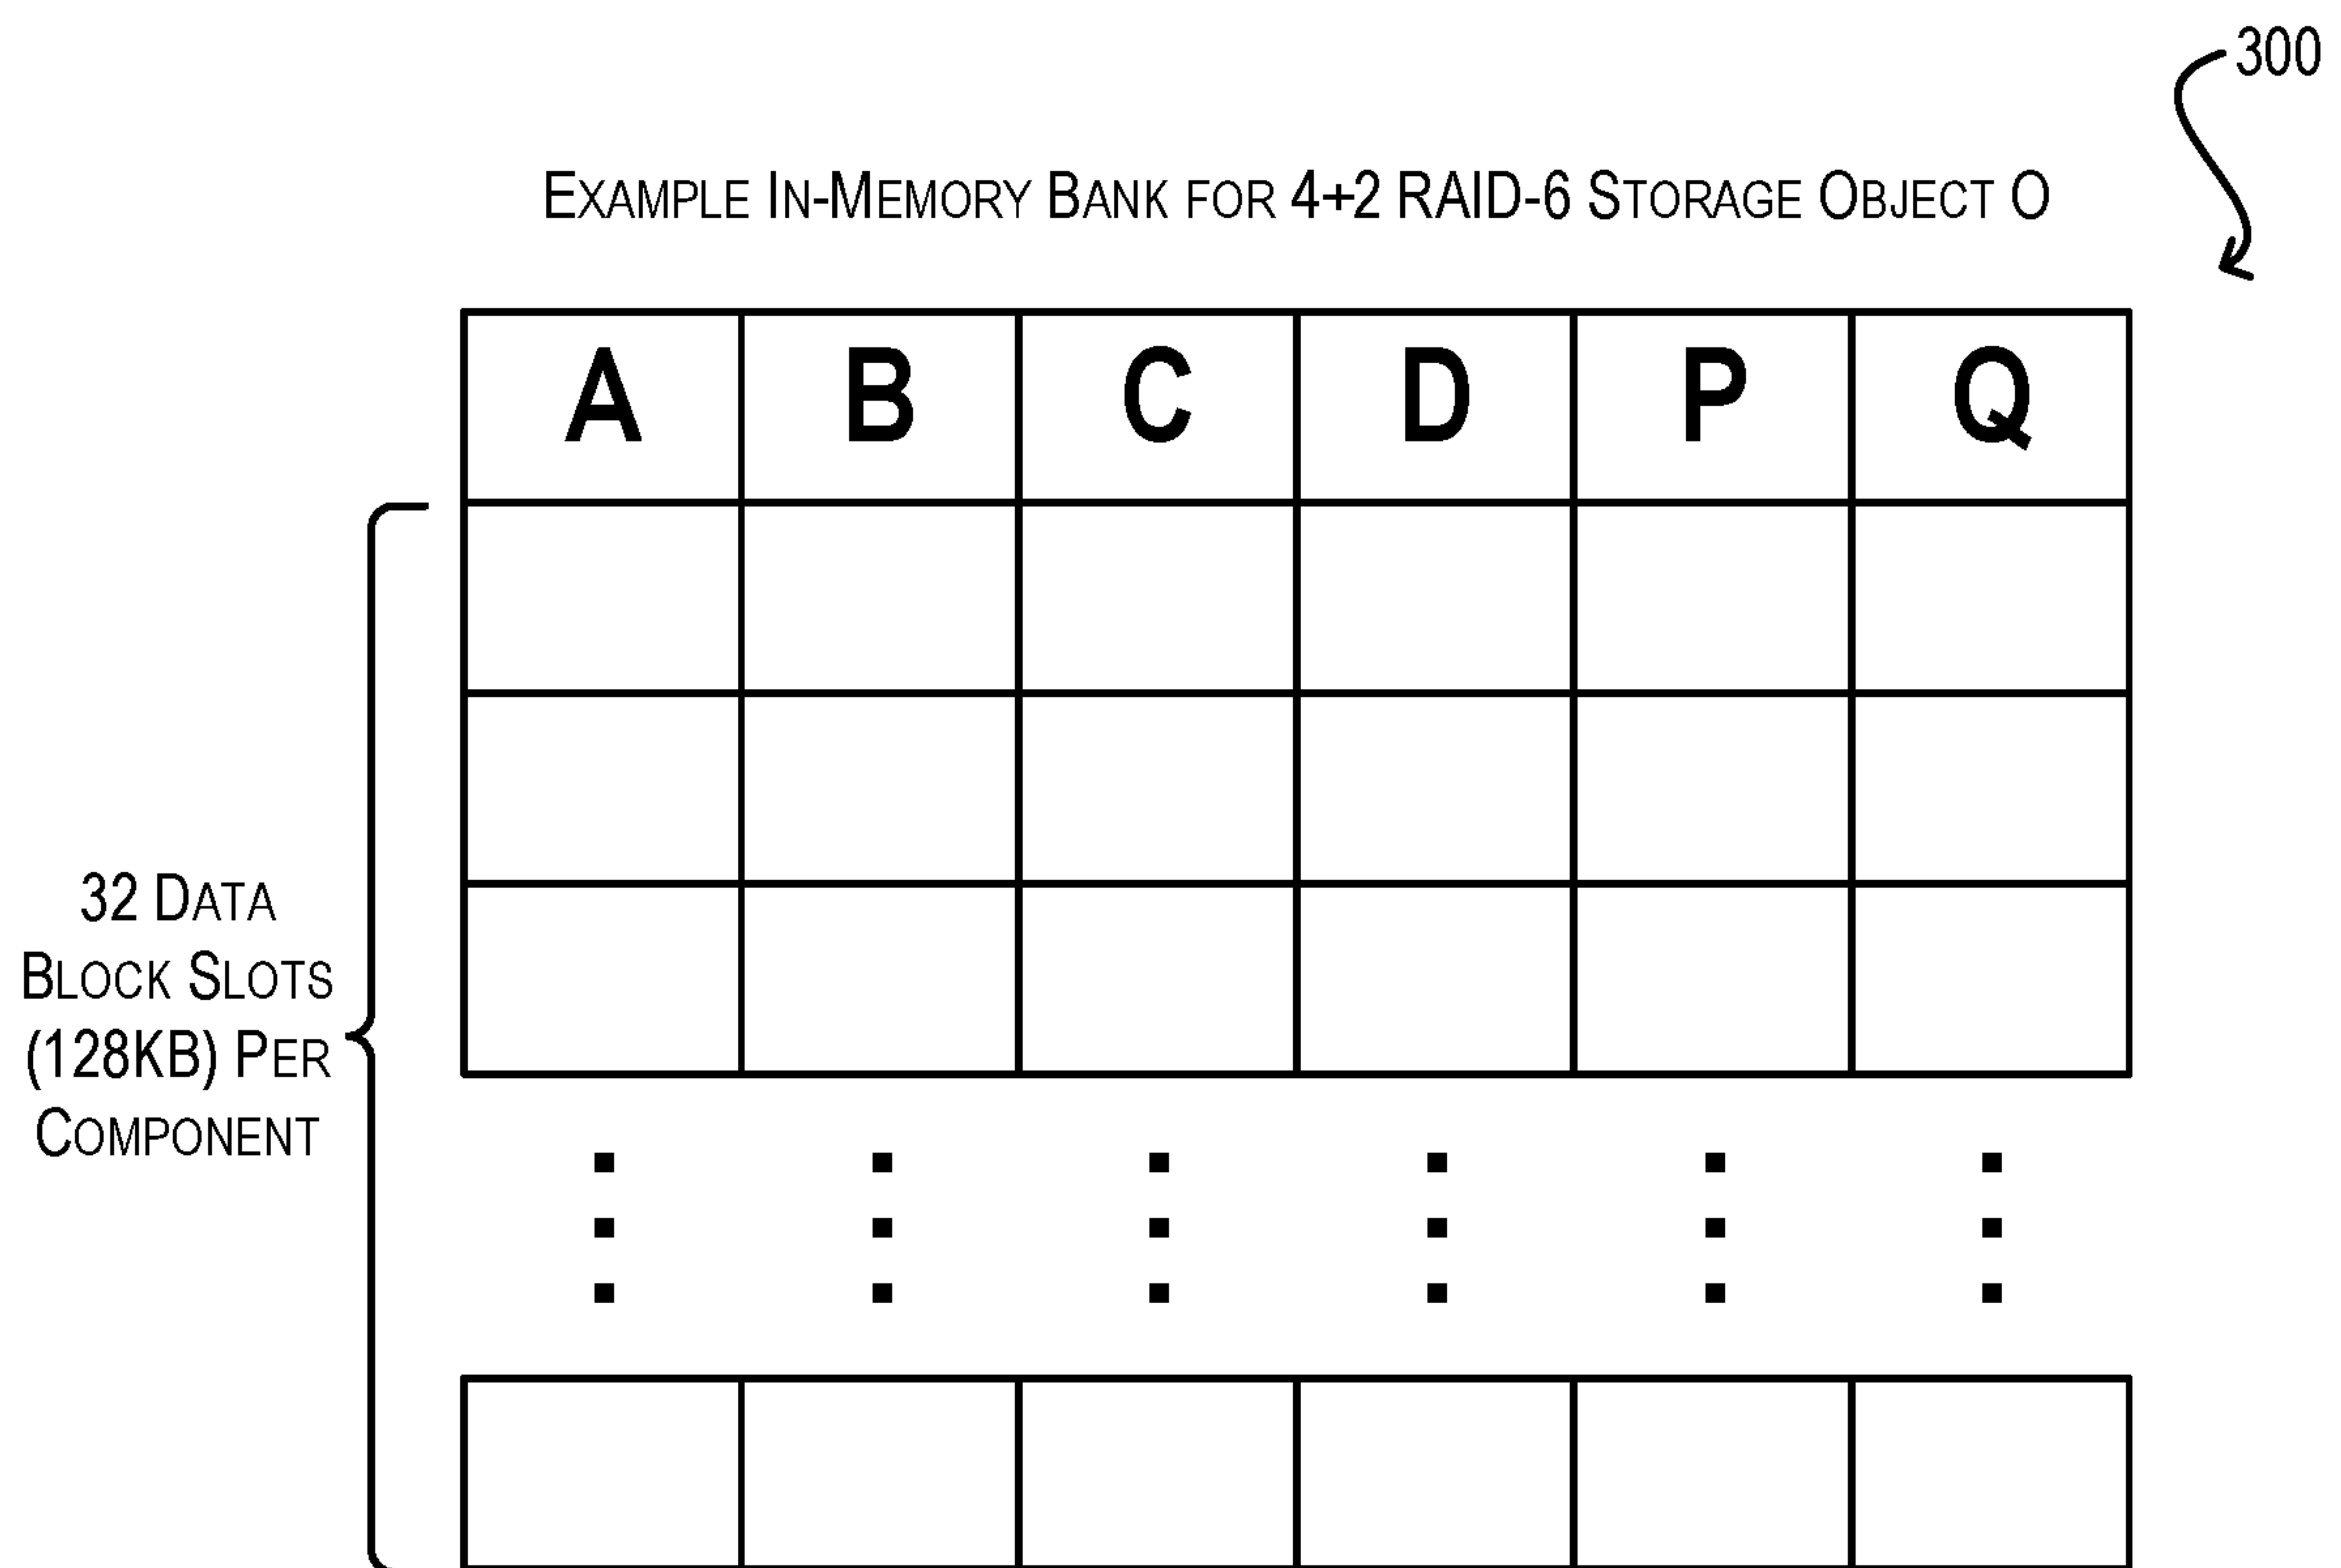 300
EXAMPLE IN-MEMORY BANK FOR 4+2 RAID-6 STORAGE OBJECT O
A B C D P Q
32 DATA
BLOCK SLOTS
(128KB) PER
COMPONENT